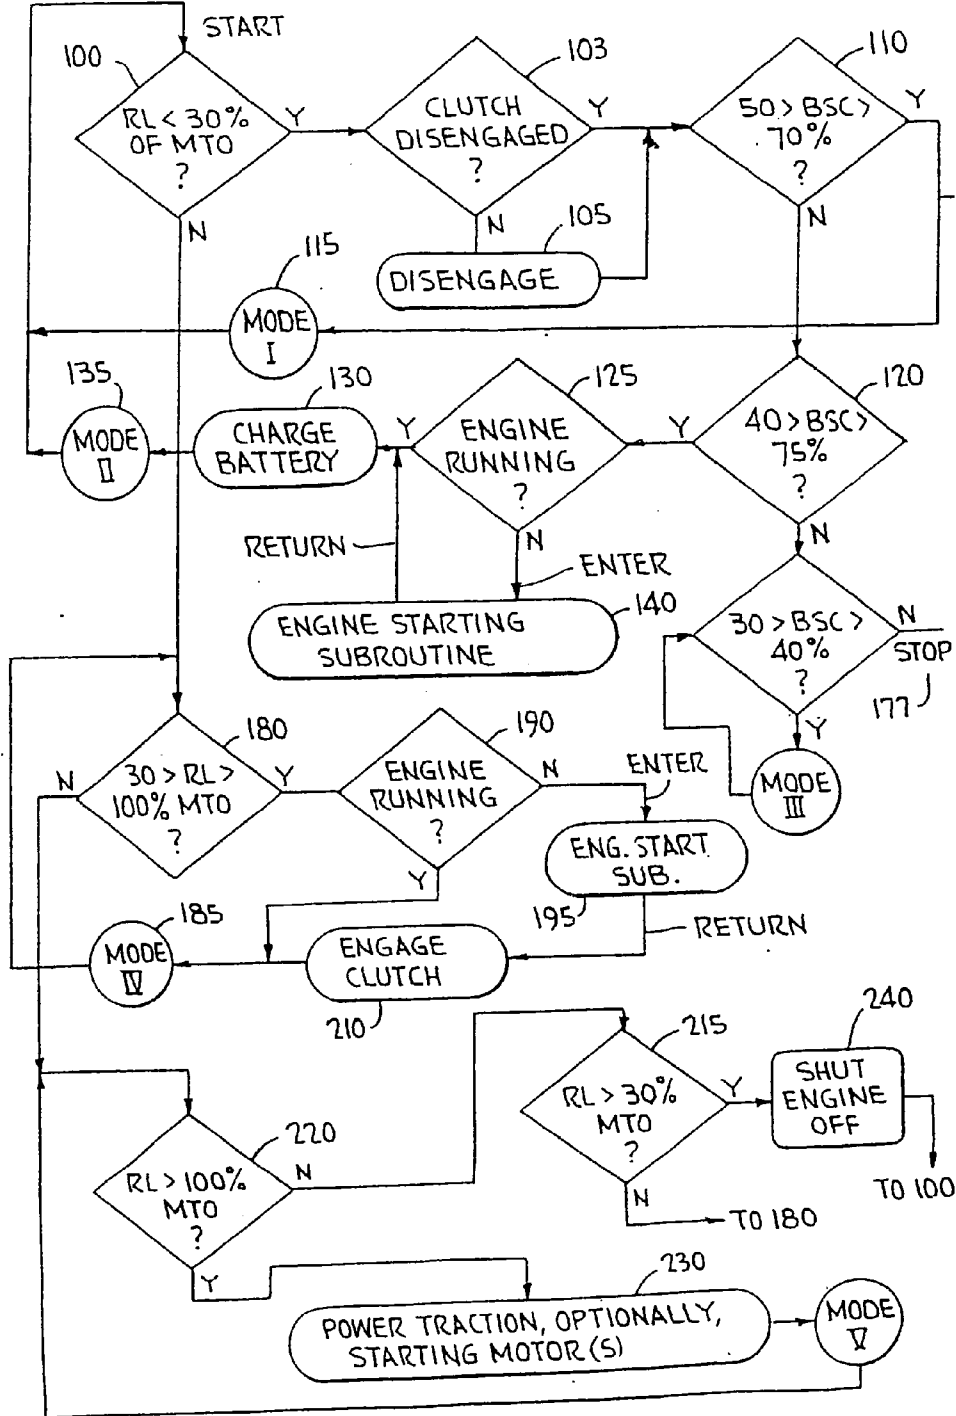 START
100
103
110
RL < 30%
OF MTO
?
Y
N
CLUTCH
DISENGAGED
?
Y
N
50 > BSC >
70%
?
Y
N
105
DISENGAGE
115
MODE
I
135
MODE
II
130
CHARGE
BATTERY
125
Y
ENGINE
RUNNING
?
N
120
Y
40 > BSC >
75%
?
N
RETURN
ENTER
140
ENGINE STARTING
SUBROUTINE
30 > BSC >
40%
?
N
STOP
177
Y
MODE
III
180
N
30 > RL >
100% MTO
?
Y
190
ENGINE
RUNNING
?
N
Y
ENTER
ENG. START
SUB.
195
RETURN
185
MODE
IV
ENGAGE
CLUTCH
210
215
RL > 30%
MTO
?
Y
N
TO 180
240
SHUT
ENGINE
OFF
TO 100
220
RL > 100%
MTO
?
N
Y
230
POWER TRACTION, OPTIONALLY,
STARTING MOTOR(S)
MODE
V